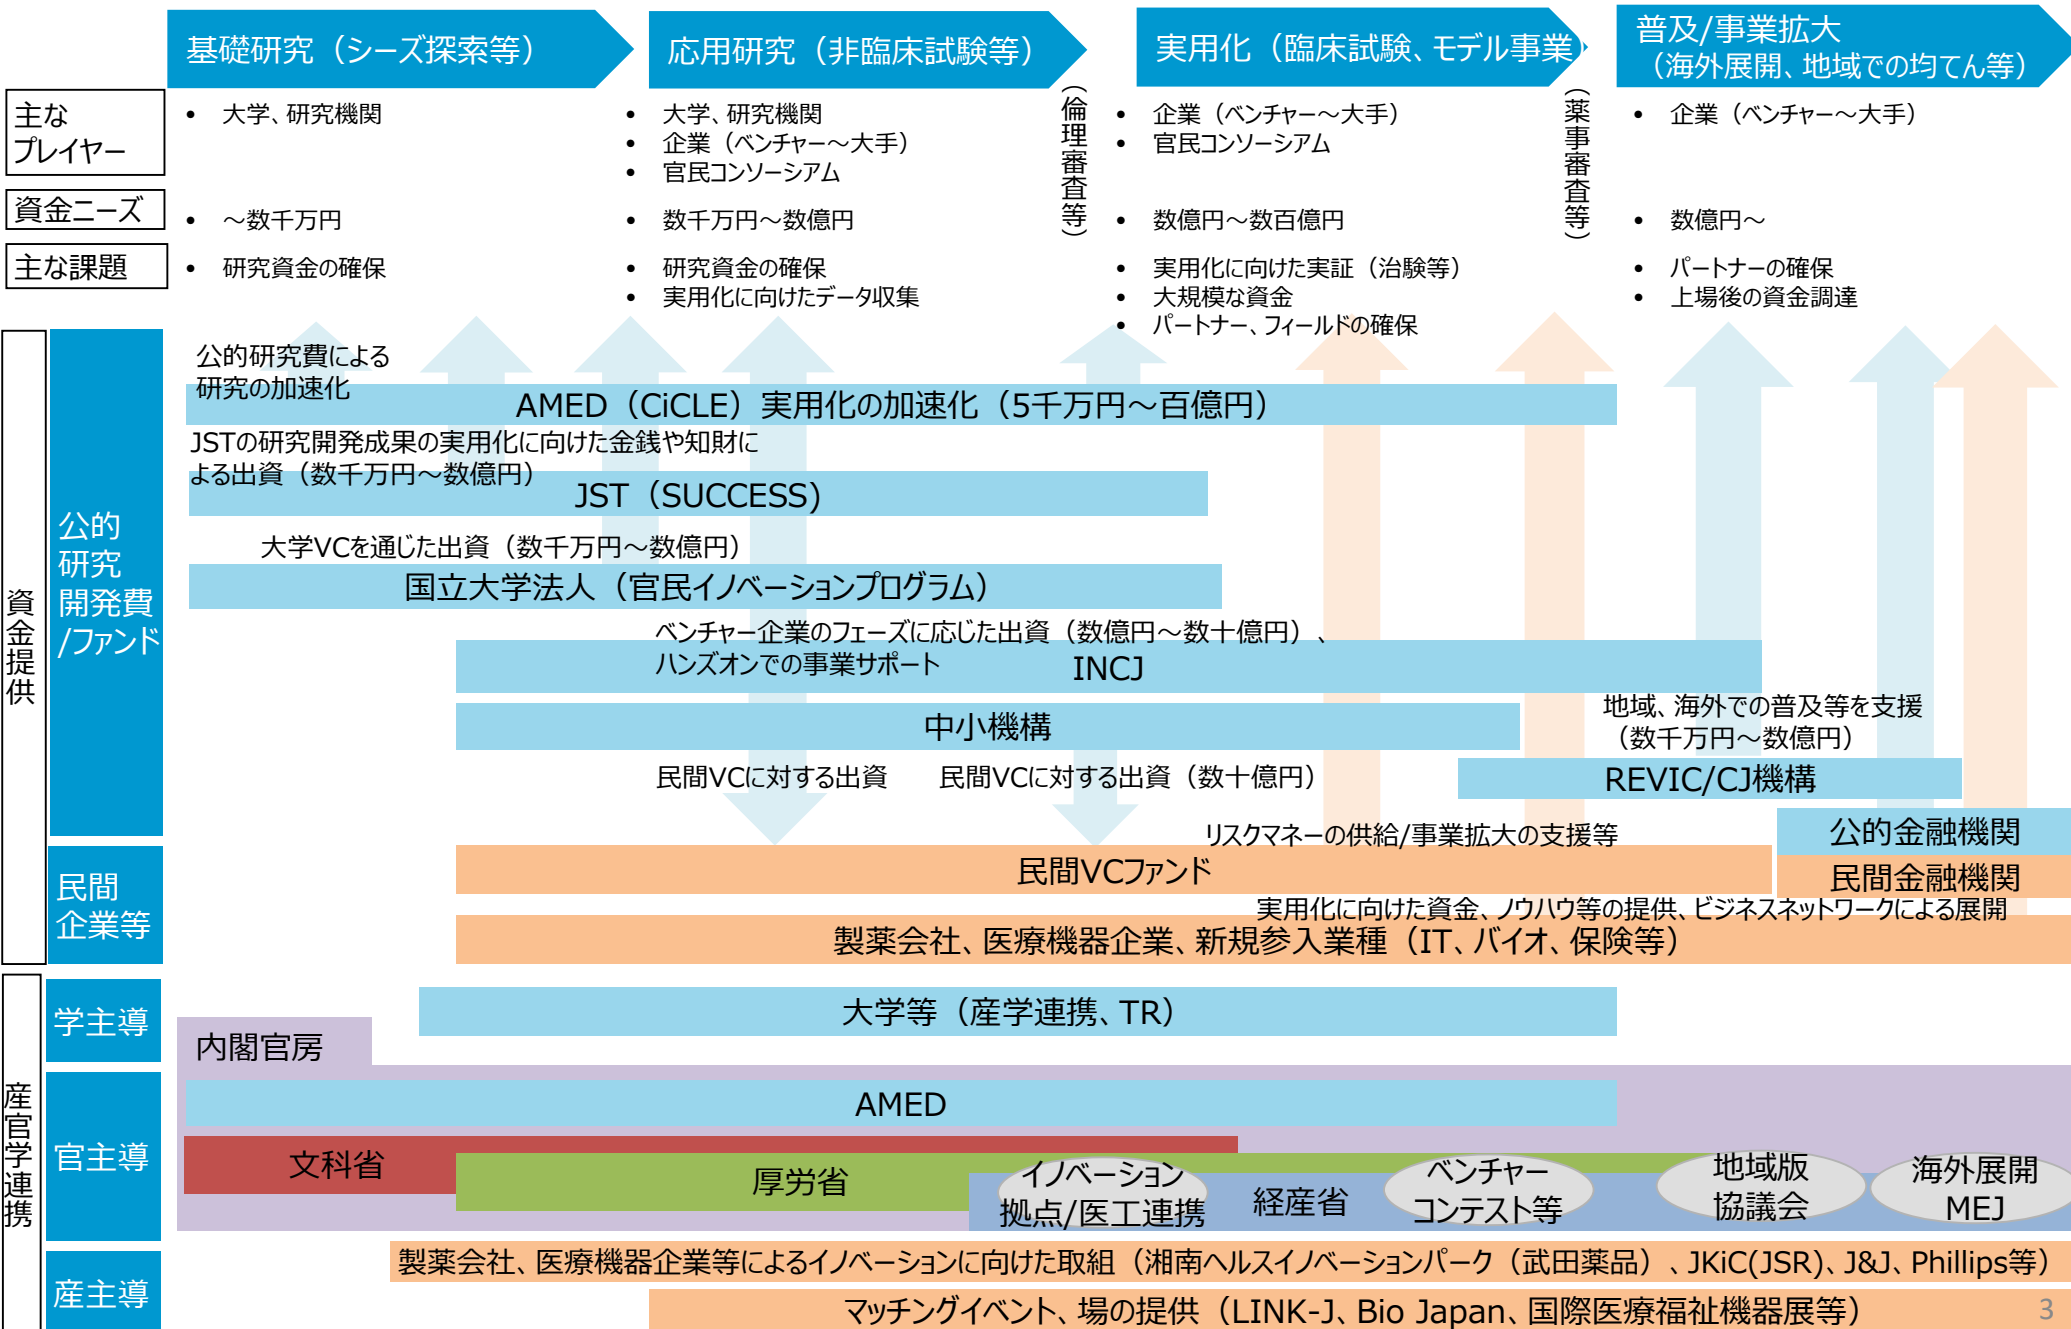 基礎研究（シーズ探索等）
応用研究（非臨床試験等）
実用化（臨床試験、モデル事業）
普及/事業拡大
（海外展開、地域での均てん等）
主な
プレイヤー
• 大学、研究機関
• 大学、研究機関
• 企業（ベンチャー～大手）
• 官民コンソーシアム
（倫理審査等）
• 企業（ベンチャー～大手）
• 官民コンソーシアム
（薬事審査等）
• 企業（ベンチャー～大手）
資金ニーズ
• ～数千万円
• 数千万円～数億円
• 数億円～数百億円
• 数億円～
主な課題
• 研究資金の確保
• 研究資金の確保
• 実用化に向けたデータ収集
• 実用化に向けた実証（治験等）
• 大規模な資金
• パートナー、フィールドの確保
• パートナーの確保
• 上場後の資金調達
資金提供
公的
研究
開発費
/ファンド
公的研究費による
研究の加速化
AMED（CiCLE）実用化の加速化（5千万円～百億円）
JSTの研究開発成果の実用化に向けた金銭や知財に
よる出資（数千万円～数億円）
JST（SUCCESS)
大学VCを通じた出資（数千万円～数億円）
国立大学法人（官民イノベーションプログラム）
ベンチャー企業のフェーズに応じた出資（数億円～数十億円）、
ハンズオンでの事業サポート
INCJ
中小機構
地域、海外での普及等を支援
（数千万円～数億円）
民間VCに対する出資
民間VCに対する出資（数十億円）
REVIC/CJ機構
公的金融機関
民間
企業等
リスクマネーの供給/事業拡大の支援等
民間VCファンド
民間金融機関
実用化に向けた資金、ノウハウ等の提供、ビジネスネットワークによる展開
製薬会社、医療機器企業、新規参入業種（IT、バイオ、保険等）
産官学連携
学主導
大学等（産学連携、TR）
内閣官房
官主導
AMED
文科省
厚労省
イノベーション
拠点/医工連携
経産省
ベンチャー
コンテスト等
地域版
協議会
海外展開
MEJ
産主導
製薬会社、医療機器企業等によるイノベーションに向けた取組（湘南ヘルスイノベーションパーク（武田薬品）、JKiC(JSR)、J&J、Phillips等）
マッチングイベント、場の提供（LINK-J、Bio Japan、国際医療福祉機器展等）
3